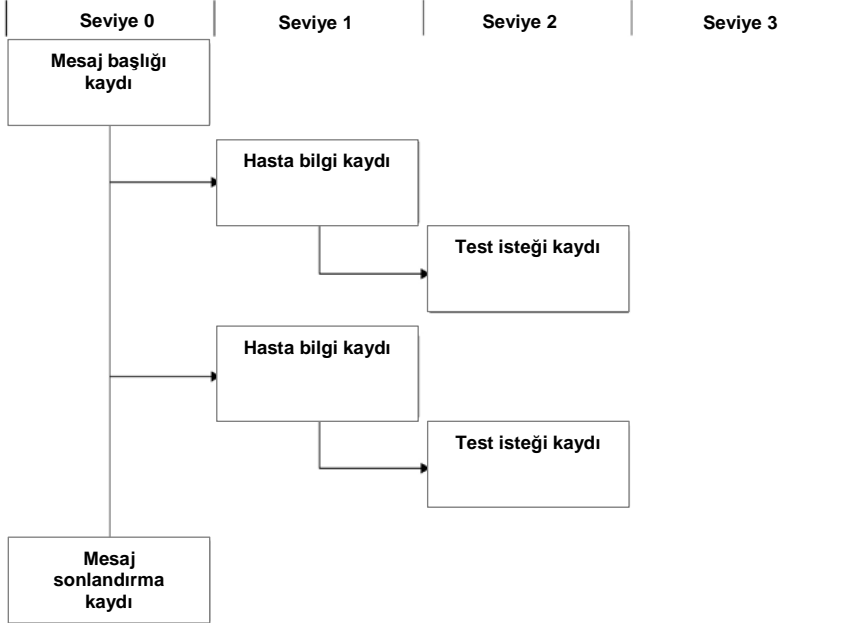 Seviye 0
Seviye 1
Seviye 2
Seviye 3
Mesaj başlığı
kaydı
Hasta bilgi kaydı
Test isteği kaydı
Hasta bilgi kaydı
Test isteği kaydı
Mesaj
sonlandırma
kaydı